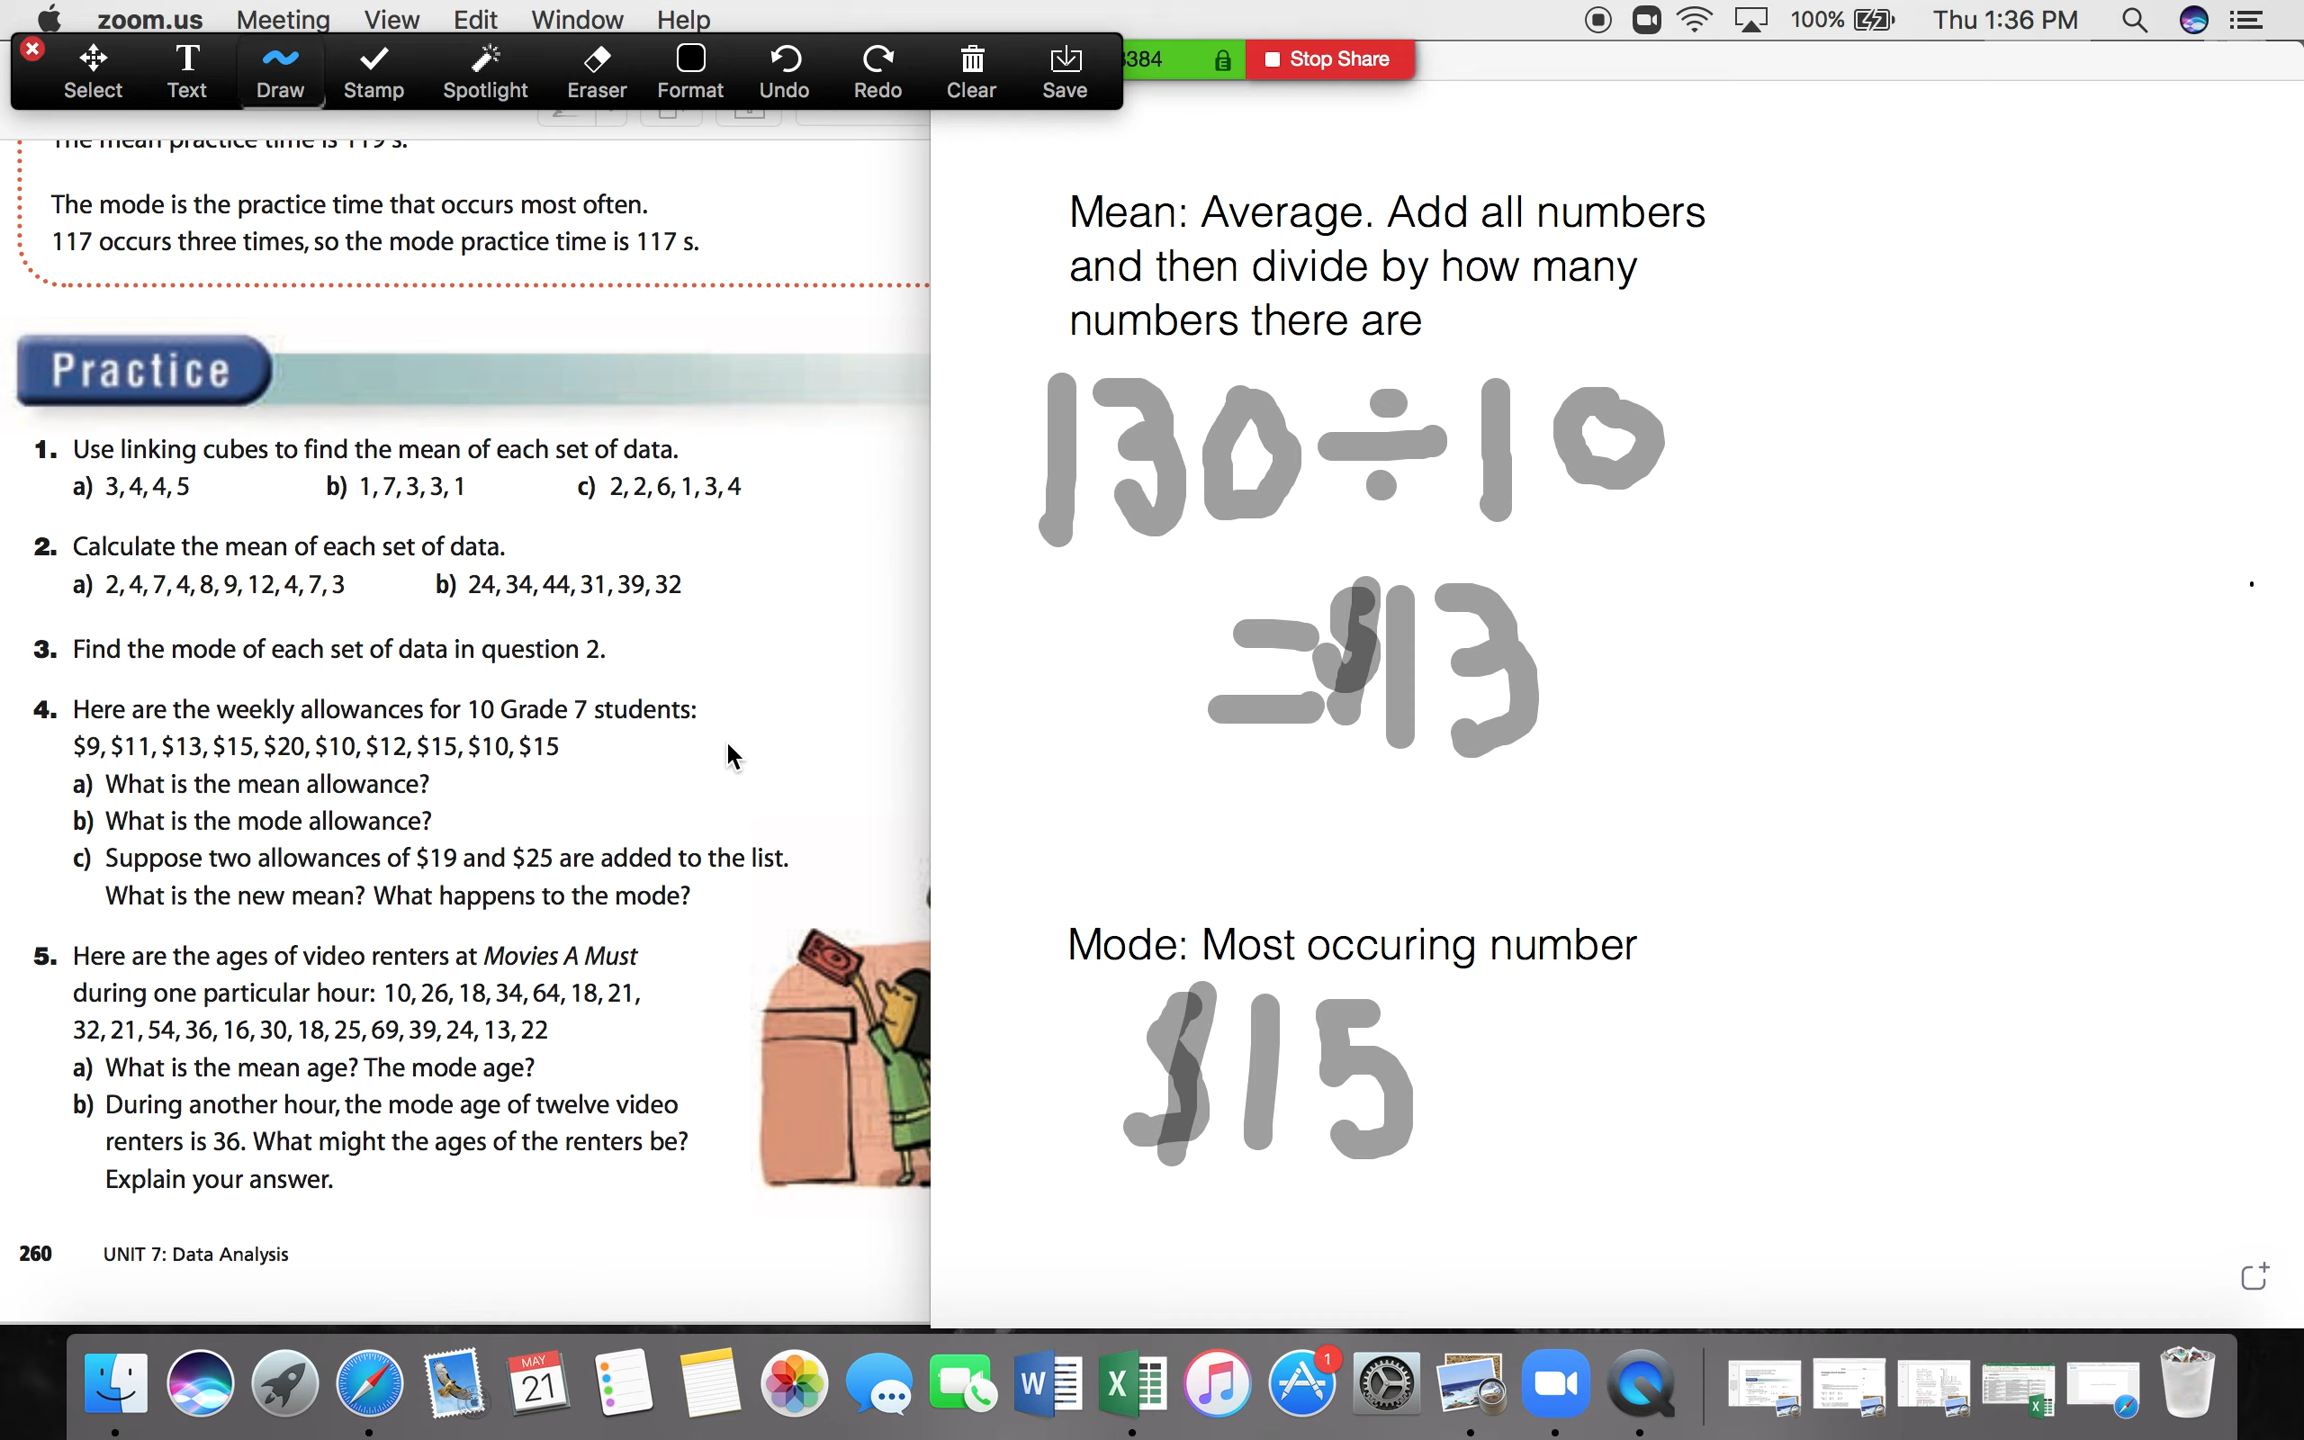 zoom.us Meeting View Edit Window Help 100% Thu 1:36 PM
Select Text Draw Stamp Spotlight Eraser Format Undo Redo Clear Save
384 Stop Share
The mean practice time is 119 s.
The mode is the practice time that occurs most often.
117 occurs three times, so the mode practice time is 117 s.
Practice
1. Use linking cubes to find the mean of each set of data.
a) 3, 4, 4, 5 b) 1, 7, 3, 3, 1 c) 2, 2, 6, 1, 3, 4
2. Calculate the mean of each set of data.
a) 2, 4, 7, 4, 8, 9, 12, 4, 7, 3 b) 24, 34, 44, 31, 39, 32
3. Find the mode of each set of data in question 2.
4. Here are the weekly allowances for 10 Grade 7 students:
$9, $11, $13, $15, $20, $10, $12, $15, $10, $15
a) What is the mean allowance?
b) What is the mode allowance?
c) Suppose two allowances of $19 and $25 are added to the list.
What is the new mean? What happens to the mode?
5. Here are the ages of video renters at Movies A Must
during one particular hour: 10, 26, 18, 34, 64, 18, 21,
32, 21, 54, 36, 16, 30, 18, 25, 69, 39, 24, 13, 22
a) What is the mean age? The mode age?
b) During another hour, the mode age of twelve video
renters is 36. What might the ages of the renters be?
Explain your answer.
260 UNIT 7: Data Analysis
Mean: Average. Add all numbers
and then divide by how many
numbers there are
130÷10
=$13
Mode: Most occuring number
$15
MAY
21
W
X
1